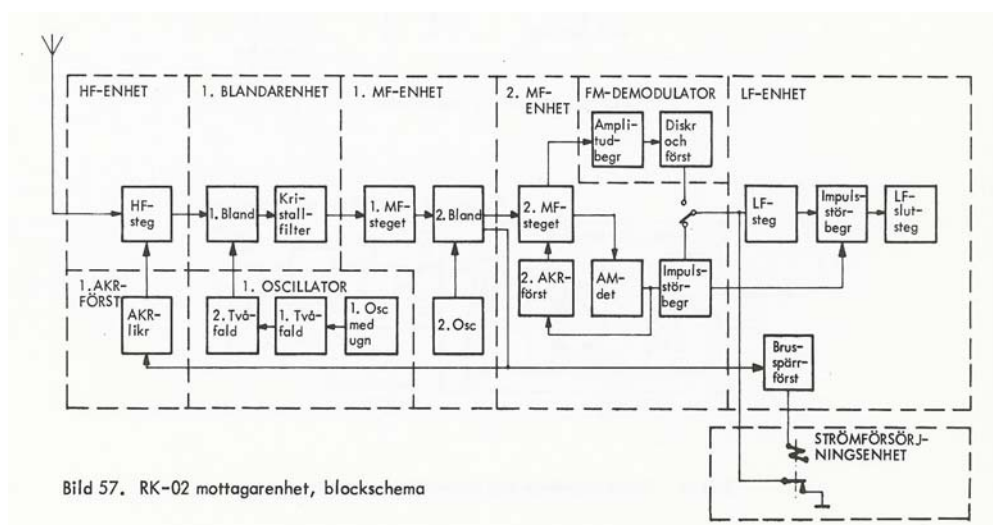 HF-ENHET
1. BLANDARENHET
1. MF-ENHET
2. MF-
ENHET
FM-DEMODULATOR
LF-ENHET
Ampli-
tud-
begr
Diskr
och
först
HF-
steg
1. Bland
Kri-
stall-
filter
1. MF-
steget
2. Bland
2. MF-
steget
LF-
steg
Impuls-
stör-
begr
LF-
slut-
steg
1. AKR-
FÖRST
1. OSCILLATOR
AKR-
likr
2. Två-
fald
1. Två-
fald
1. Osc
med
ugn
2. Osc
2. AKR-
först
AM-
det
Impuls-
stör-
begr
Brus-
spärr-
först
STRÖMFÖRSÖRJ-
NINGSENHET
Bild 57. RK-02 mottagarenhet, blockschema